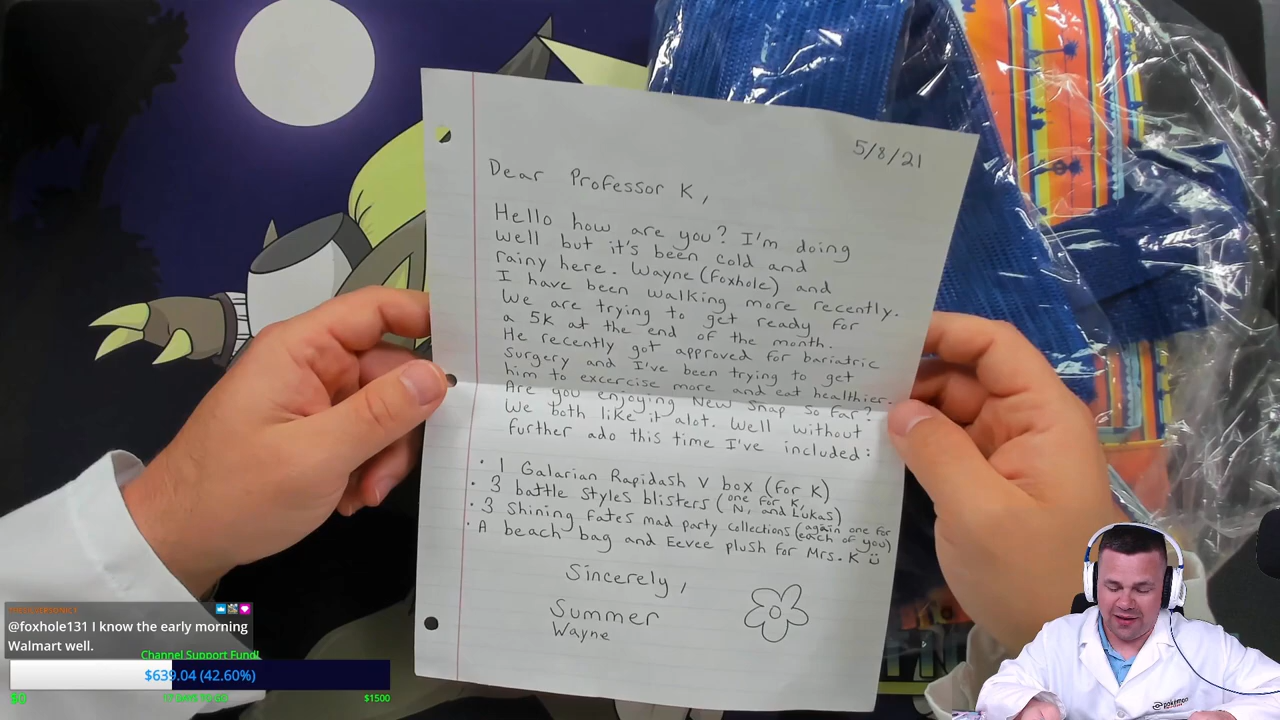 5/8/21
Dear Professor K,
Hello how are you? I'm doing
well but it's been cold and
rainy here. Wayne (Foxhole) and
I have been walking more recently.
We are trying to get ready for
a 5K at the end of the month.
He recently got approved for bariatric
surgery and I've been trying to get
him to excercise more and eat healthier.
Are you enjoying New Snap so far?
We both like it alot. Well without
further ado this time I've included:
· 1 Galarian Rapidash V box (for K)
· 3 battle styles blisters (one for K, N, and Lukas)
· 3 Shining Fates mad party collections (again one for each of you)
· A beach bag and Eevee plush for Mrs. K ü
Sincerely,
Summer
Wayne
@foxhole131 I know the early morning
Walmart well.
Channel Support Fund!
$639.04 (42.60%)
$0 17 DAYS TO GO $1500
pokémon